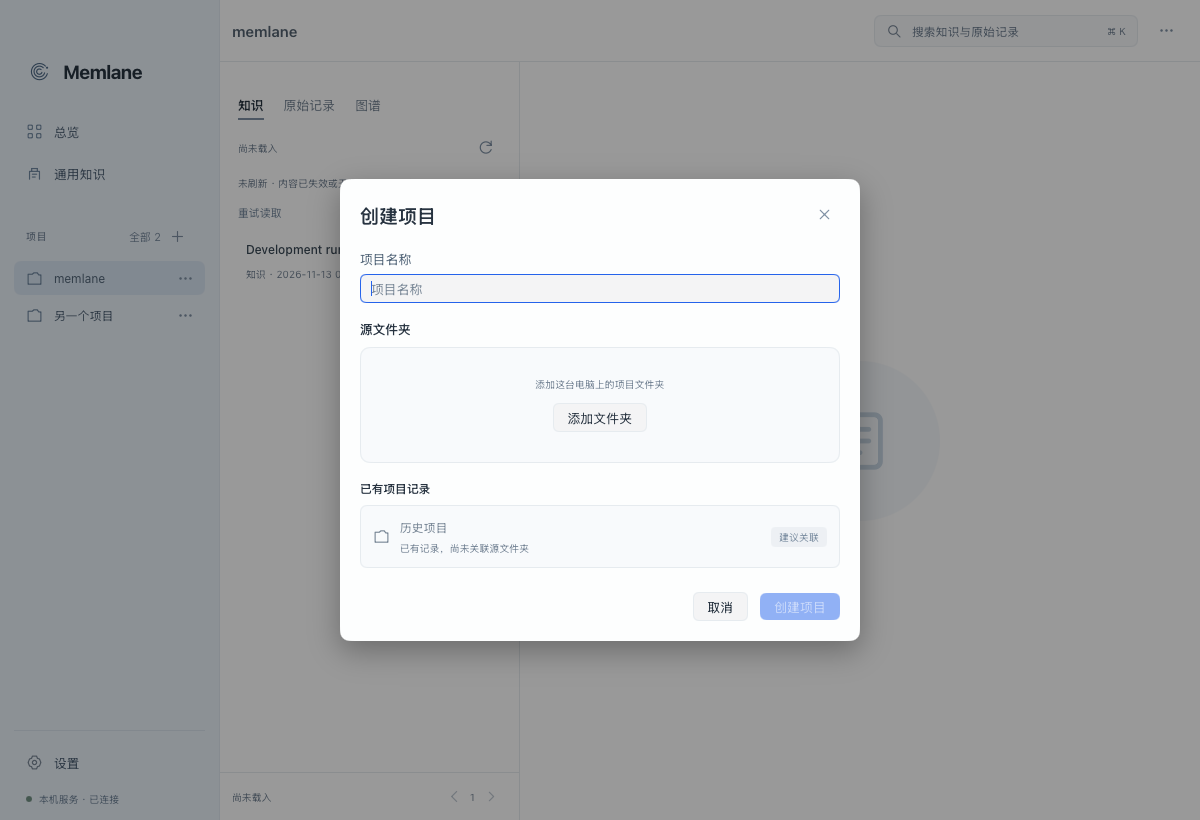 Memlane
总览
通用知识
项目
全部 2
memlane
另一个项目
设置
本机服务 · 已连接
memlane
搜索知识与原始记录
⌘ K
知识
原始记录
图谱
尚未载入
未刷新 · 内容已失效或
重试读取
Development
知识 · 2026-11-13
尚未载入
1
创建项目
项目名称
项目名称
源文件夹
添加这台电脑上的项目文件夹
添加文件夹
已有项目记录
历史项目
已有记录，尚未关联源文件夹
建议关联
取消
创建项目